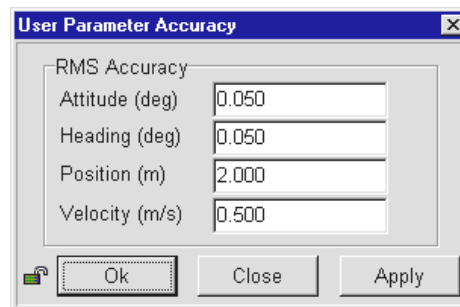 User Parameter Accuracy
RMS Accuracy
Attitude (deg) 0.050
Heading (deg) 0.050
Position (m) 2.000
Velocity (m/s) 0.500
Ok Close Apply